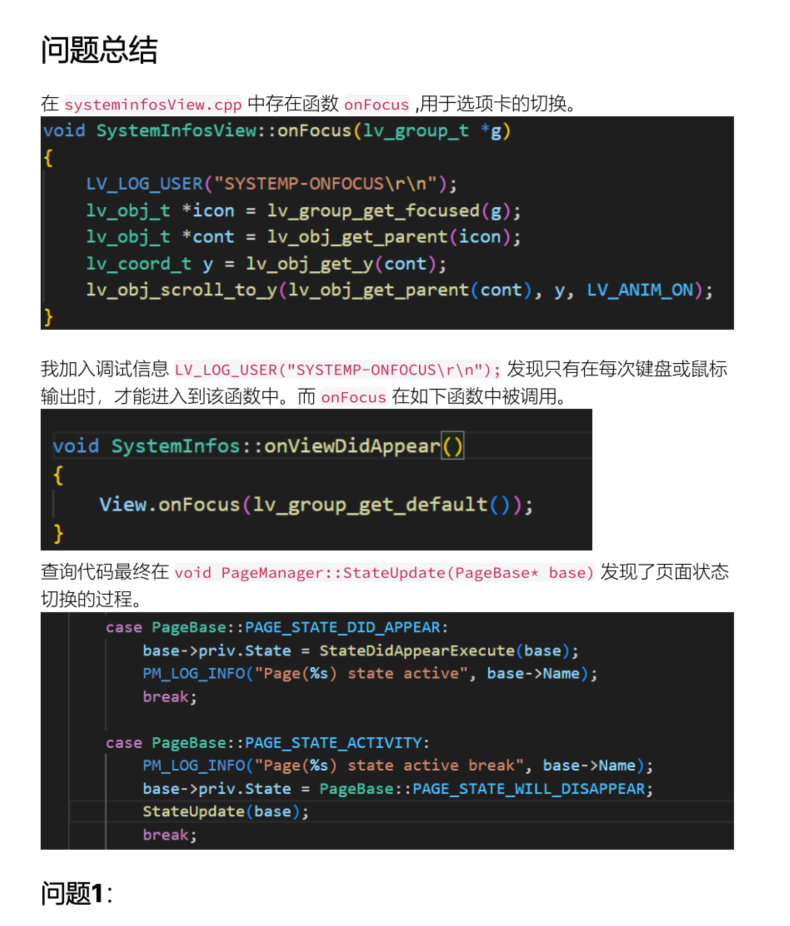 问题总结
在 systeminfosView.cpp 中存在函数 onFocus ,用于选项卡的切换。
void SystemInfosView::onFocus(lv_group_t *g)
{
    LV_LOG_USER("SYSTEMP-ONFOCUS\r\n");
    lv_obj_t *icon = lv_group_get_focused(g);
    lv_obj_t *cont = lv_obj_get_parent(icon);
    lv_coord_t y = lv_obj_get_y(cont);
    lv_obj_scroll_to_y(lv_obj_get_parent(cont), y, LV_ANIM_ON);
}
我加入调试信息 LV_LOG_USER("SYSTEMP-ONFOCUS\r\n"); 发现只有在每次键盘或鼠标
输出时，才能进入到该函数中。而 onFocus 在如下函数中被调用。
void SystemInfos::onViewDidAppear()
{
    View.onFocus(lv_group_get_default());
}
查询代码最终在 void PageManager::StateUpdate(PageBase* base) 发现了页面状态
切换的过程。
case PageBase::PAGE_STATE_DID_APPEAR:
    base->priv.State = StateDidAppearExecute(base);
    PM_LOG_INFO("Page(%s) state active", base->Name);
    break;
case PageBase::PAGE_STATE_ACTIVITY:
    PM_LOG_INFO("Page(%s) state active break", base->Name);
    base->priv.State = PageBase::PAGE_STATE_WILL_DISAPPEAR;
    StateUpdate(base);
    break;
问题1：